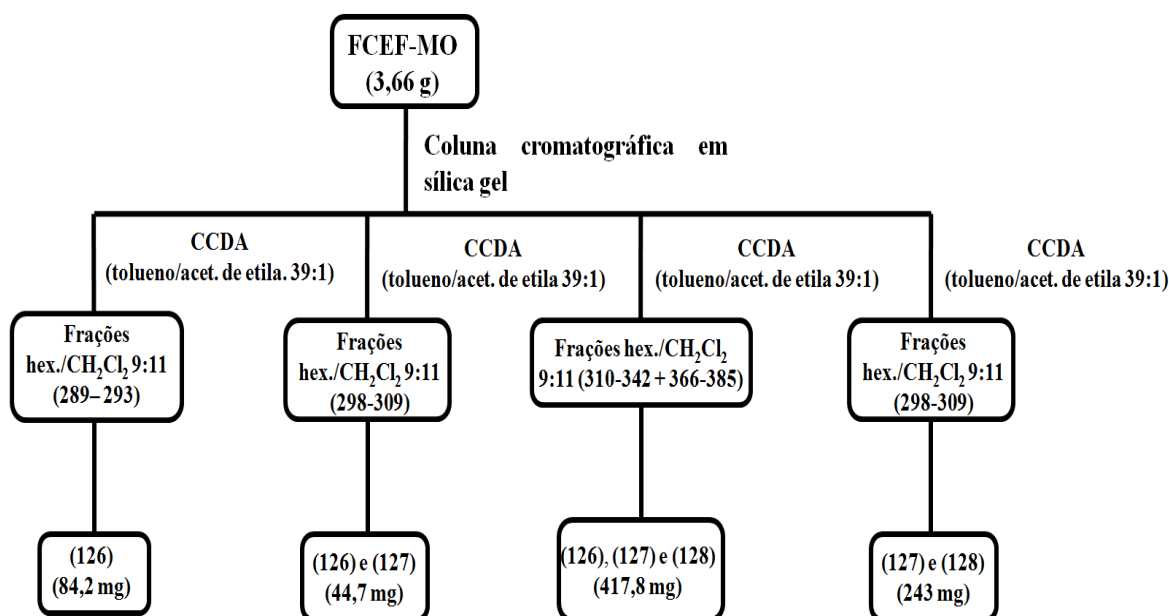 FCEF-MO
(3,66 g)
Coluna cromatográfica em
sílica gel
CCDA
(tolueno/acet. de etila. 39:1)
CCDA
(tolueno/acet. de etila 39:1)
CCDA
(tolueno/acet. de etila 39:1)
CCDA
(tolueno/acet. de etila 39:1)
Frações
hex./CH₂Cl₂ 9:11
(289– 293)
Frações
hex./CH₂Cl₂ 9:11
(298-309)
Frações hex./CH₂Cl₂
9:11 (310-342 + 366-385)
Frações
hex./CH₂Cl₂ 9:11
(298-309)
(126)
(84,2 mg)
(126) e (127)
(44,7 mg)
(126), (127) e (128)
(417,8 mg)
(127) e (128)
(243 mg)